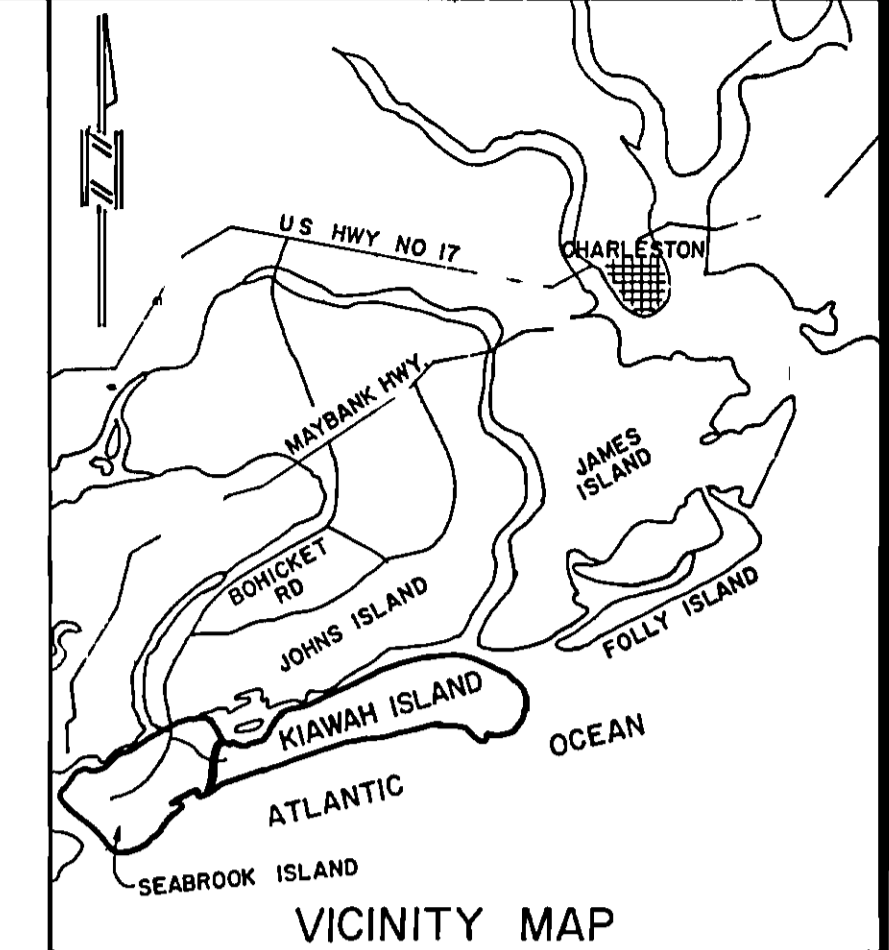 US HWY NO 17
CHARLESTON
MAYBANK HWY.
JAMES
ISLAND
BOHICKET
RD
JOHNS ISLAND
FOLLY ISLAND
KIAWAH ISLAND
OCEAN
ATLANTIC
SEABROOK ISLAND
VICINITY MAP